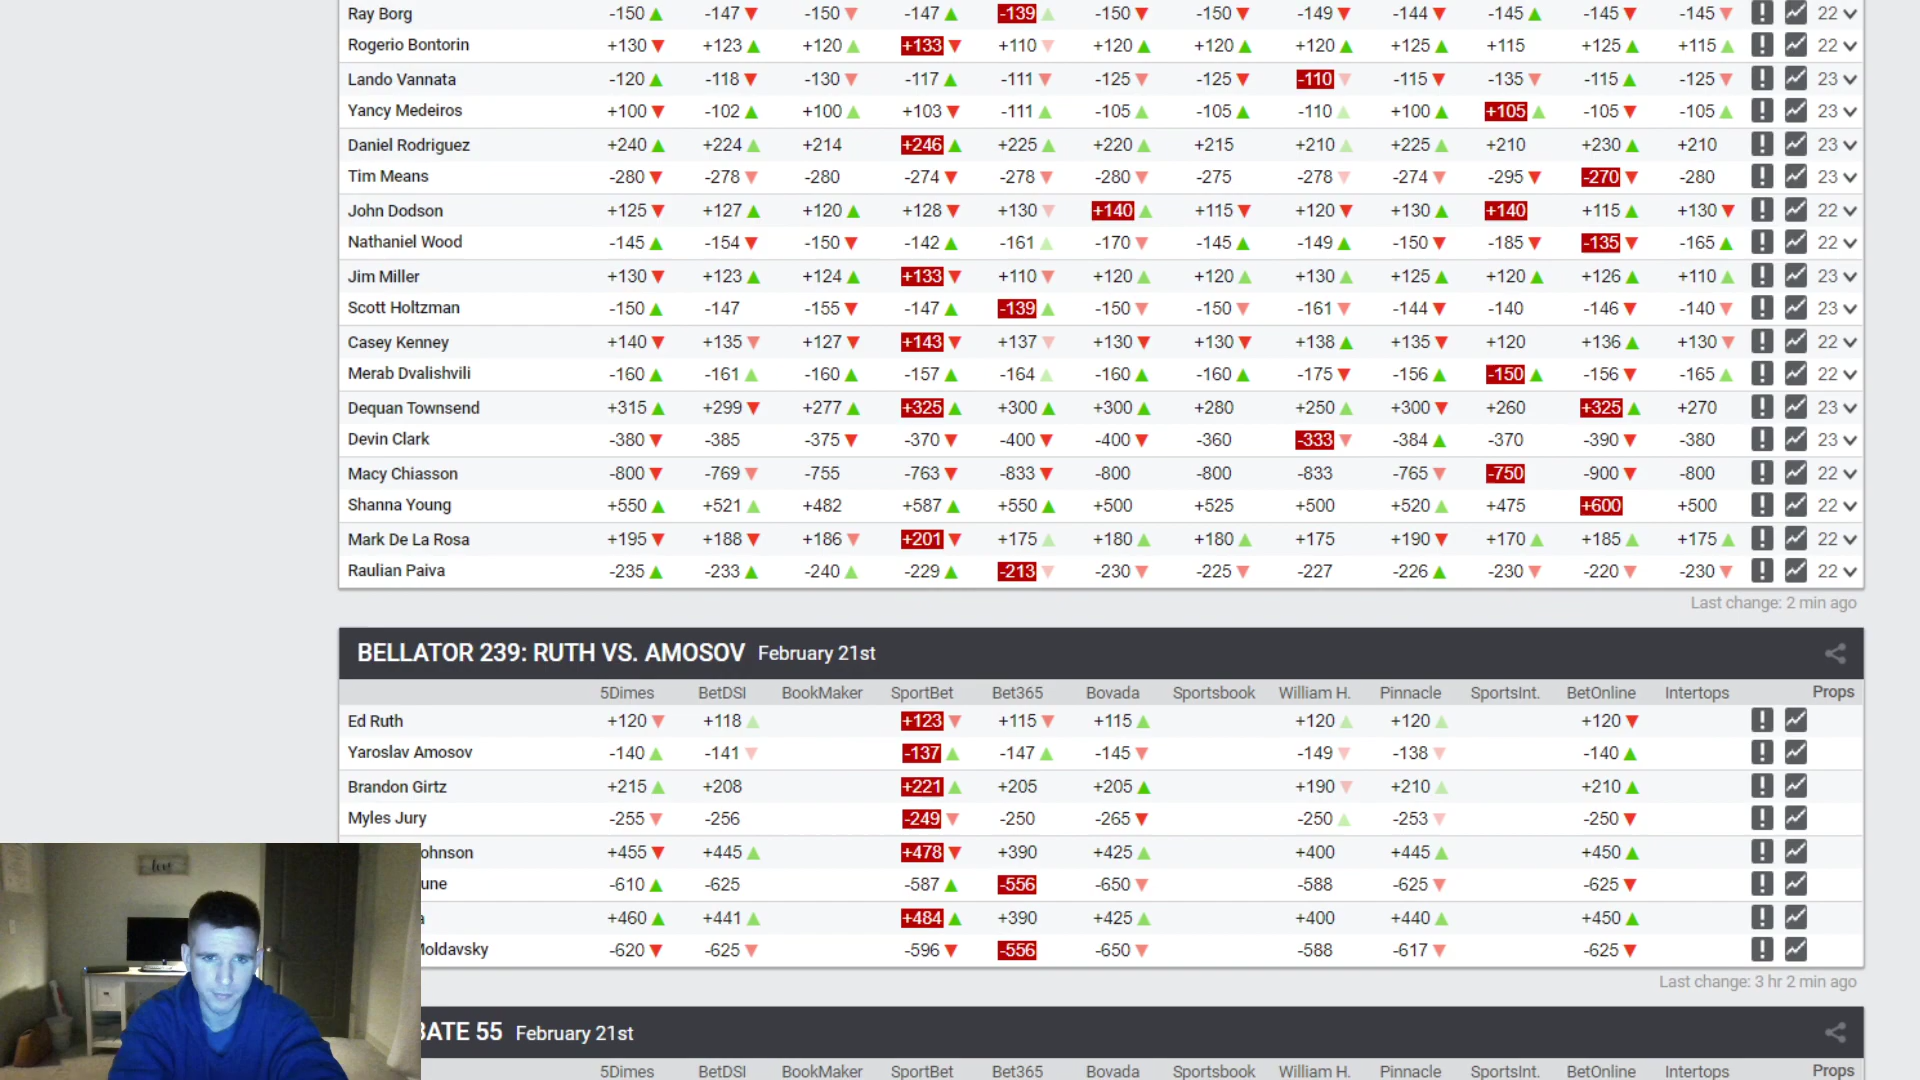 Ray Borg -150 -147 -150 -147 -139 -150 -150 -149 -144 -145 -145 -145 22
Rogerio Bontorin +130 +123 +120 +133 +110 +120 +120 +120 +125 +115 +125 +115 22
Lando Vannata -120 -118 -130 -117 -111 -125 -125 -110 -115 -135 -115 -125 23
Yancy Medeiros +100 -102 +100 +103 -111 -105 -105 -110 +100 +105 -105 -105 23
Daniel Rodriguez +240 +224 +214 +246 +225 +220 +215 +210 +225 +210 +230 +210 23
Tim Means -280 -278 -280 -274 -278 -280 -275 -278 -274 -295 -270 -280 23
John Dodson +125 +127 +120 +128 +130 +140 +115 +120 +130 +140 +115 +130 22
Nathaniel Wood -145 -154 -150 -142 -161 -170 -145 -149 -150 -185 -135 -165 22
Jim Miller +130 +123 +124 +133 +110 +120 +120 +130 +125 +120 +126 +110 23
Scott Holtzman -150 -147 -155 -147 -139 -150 -150 -161 -144 -140 -146 -140 23
Casey Kenney +140 +135 +127 +143 +137 +130 +130 +138 +135 +120 +136 +130 22
Merab Dvalishvili -160 -161 -160 -157 -164 -160 -160 -175 -156 -150 -156 -165 22
Dequan Townsend +315 +299 +277 +325 +300 +300 +280 +250 +300 +260 +325 +270 23
Devin Clark -380 -385 -375 -370 -400 -400 -360 -333 -384 -370 -390 -380 23
Macy Chiasson -800 -769 -755 -763 -833 -800 -800 -833 -765 -750 -900 -800 22
Shanna Young +550 +521 +482 +587 +550 +500 +525 +500 +520 +475 +600 +500 22
Mark De La Rosa +195 +188 +186 +201 +175 +180 +180 +175 +190 +170 +185 +175 22
Raulian Paiva -235 -233 -240 -229 -213 -230 -225 -227 -226 -230 -220 -230 22
Last change: 2 min ago
BELLATOR 239: RUTH VS. AMOSOV February 21st
5Dimes BetDSI BookMaker SportBet Bet365 Bovada Sportsbook William H. Pinnacle SportsInt. BetOnline Intertops Props
Ed Ruth +120 +118 +123 +115 +115 +120 +120 +120
Yaroslav Amosov -140 -141 -137 -147 -145 -149 -138 -140
Brandon Girtz +215 +208 +221 +205 +205 +190 +210 +210
Myles Jury -255 -256 -249 -250 -265 -250 -253 -250
ohnson +455 +445 +478 +390 +425 +400 +445 +450
une -610 -625 -587 -556 -650 -588 -625 -625
a +460 +441 +484 +390 +425 +400 +440 +450
Moldavsky -620 -625 -596 -556 -650 -588 -617 -625
Last change: 3 hr 2 min ago
BATE 55 February 21st
5Dimes BetDSI BookMaker SportBet Bet365 Bovada Sportsbook William H. Pinnacle SportsInt. BetOnline Intertops Props